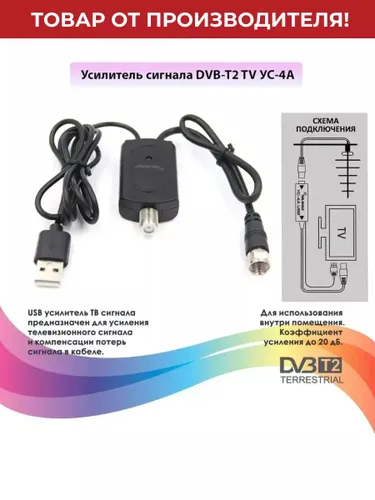 ТОВАР ОТ ПРОИЗВОДИТЕЛЯ!
Усилитель сигнала DVB-T2 TV УС-4А
СХЕМА
ПОДКЛЮЧЕНИЯ
TV
USB усилитель ТВ сигнала
предназначен для усиления
телевизионного сигнала
и компенсации потерь
сигнала в кабеле.
Для использования
внутри помещения.
Коэффициент
усиления до 20 дБ.
DVB T2
TERRESTRIAL